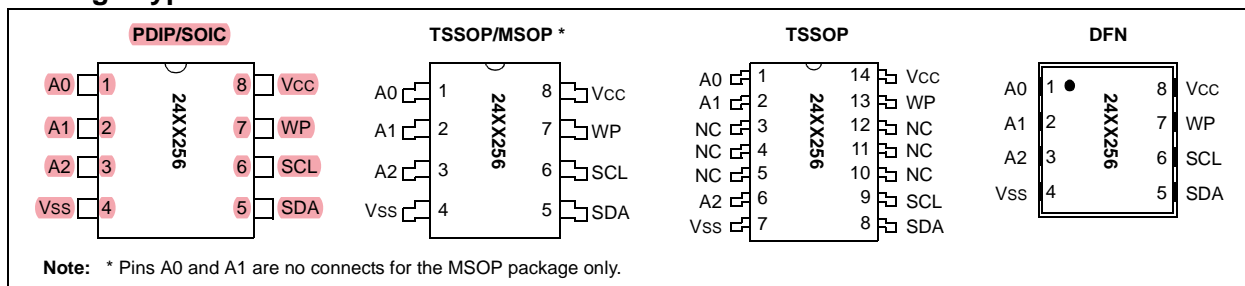 PDIP/SOIC
A0 1 8 VCC
A1 2 7 WP
A2 3 6 SCL
VSS 4 5 SDA
24XX256
TSSOP/MSOP *
A0 1 8 VCC
A1 2 7 WP
A2 3 6 SCL
VSS 4 5 SDA
24XX256
TSSOP
A0 1 14 VCC
A1 2 13 WP
NC 3 12 NC
NC 4 11 NC
NC 5 10 NC
A2 6 9 SCL
VSS 7 8 SDA
24XX256
DFN
A0 1 8 VCC
A1 2 7 WP
A2 3 6 SCL
VSS 4 5 SDA
24XX256
Note: * Pins A0 and A1 are no connects for the MSOP package only.